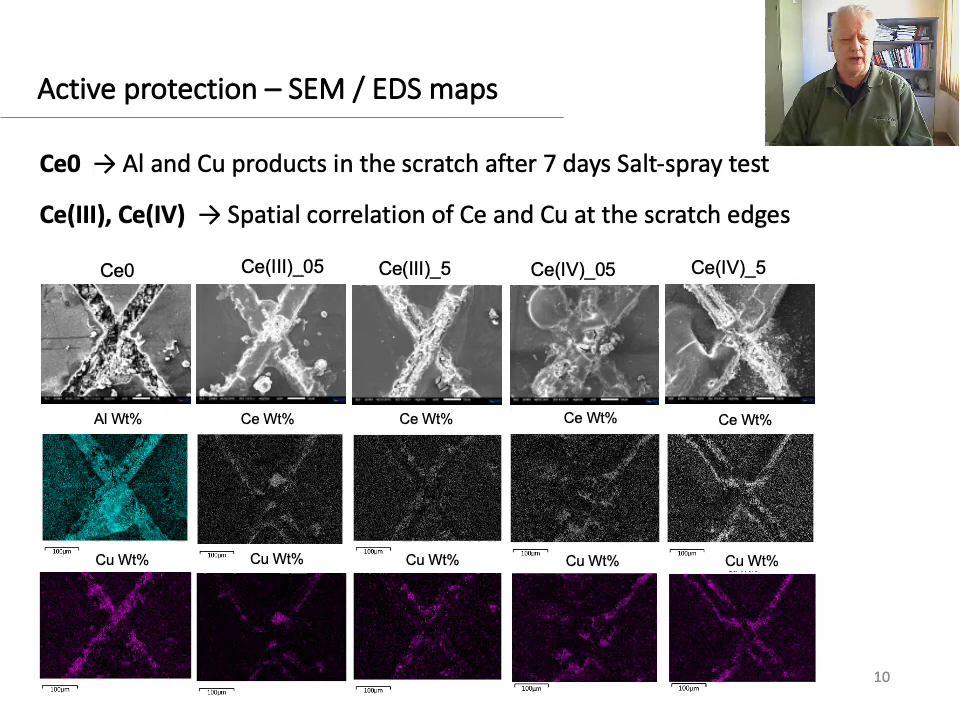 Active protection – SEM / EDS maps
Ce0 → Al and Cu products in the scratch after 7 days Salt-spray test
Ce(III), Ce(IV) → Spatial correlation of Ce and Cu at the scratch edges
Ce0 Ce(III)_05 Ce(III)_5 Ce(IV)_05 Ce(IV)_5
Al Wt% Ce Wt% Ce Wt% Ce Wt% Ce Wt%
100µm 100µm 100µm 100µm 100µm
Cu Wt% Cu Wt% Cu Wt% Cu Wt% Cu Wt%
100µm 100µm 100µm 100µm 100µm
10